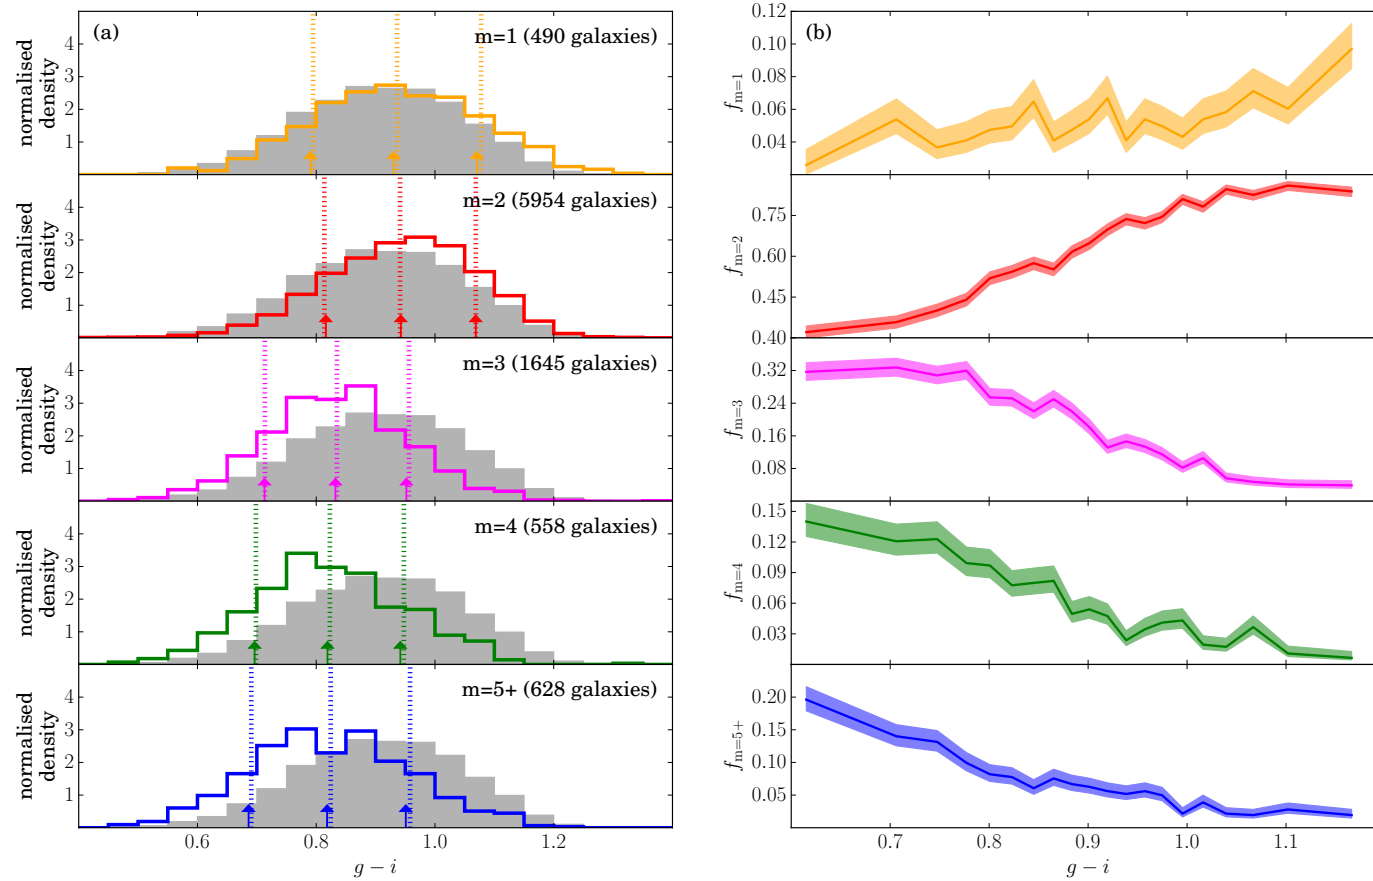 (a)
m=1 (490 galaxies)
normalised
density
4
3
2
1
m=2 (5954 galaxies)
normalised
density
4
3
2
1
m=3 (1645 galaxies)
normalised
density
4
3
2
1
m=4 (558 galaxies)
normalised
density
4
3
2
1
m=5+ (628 galaxies)
normalised
density
4
3
2
1
0.6 0.8 1.0 1.2
g − i
(b)
f m=1
0.12
0.10
0.08
0.06
0.04
f m=2
0.75
0.60
0.45
0.40
f m=3
0.32
0.24
0.16
0.08
f m=4
0.15
0.12
0.09
0.06
0.03
f m=5+
0.20
0.15
0.10
0.05
0.7 0.8 0.9 1.0 1.1
g − i